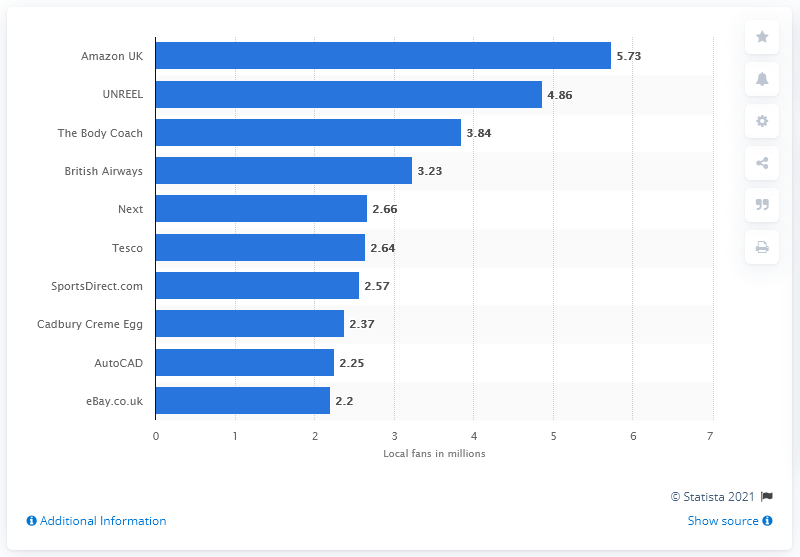 Amazon UK 5.73
UNREEL 4.86
The Body Coach 3.84
British Airways 3.23
Next 2.66
Tesco 2.64
SportsDirect.com 2.57
Cadbury Creme Egg 2.37
AutoCAD 2.25
eBay.co.uk 2.2
0 1 2 3 4 5 6 7
Local fans in millions
© Statista 2021
Additional Information Show source